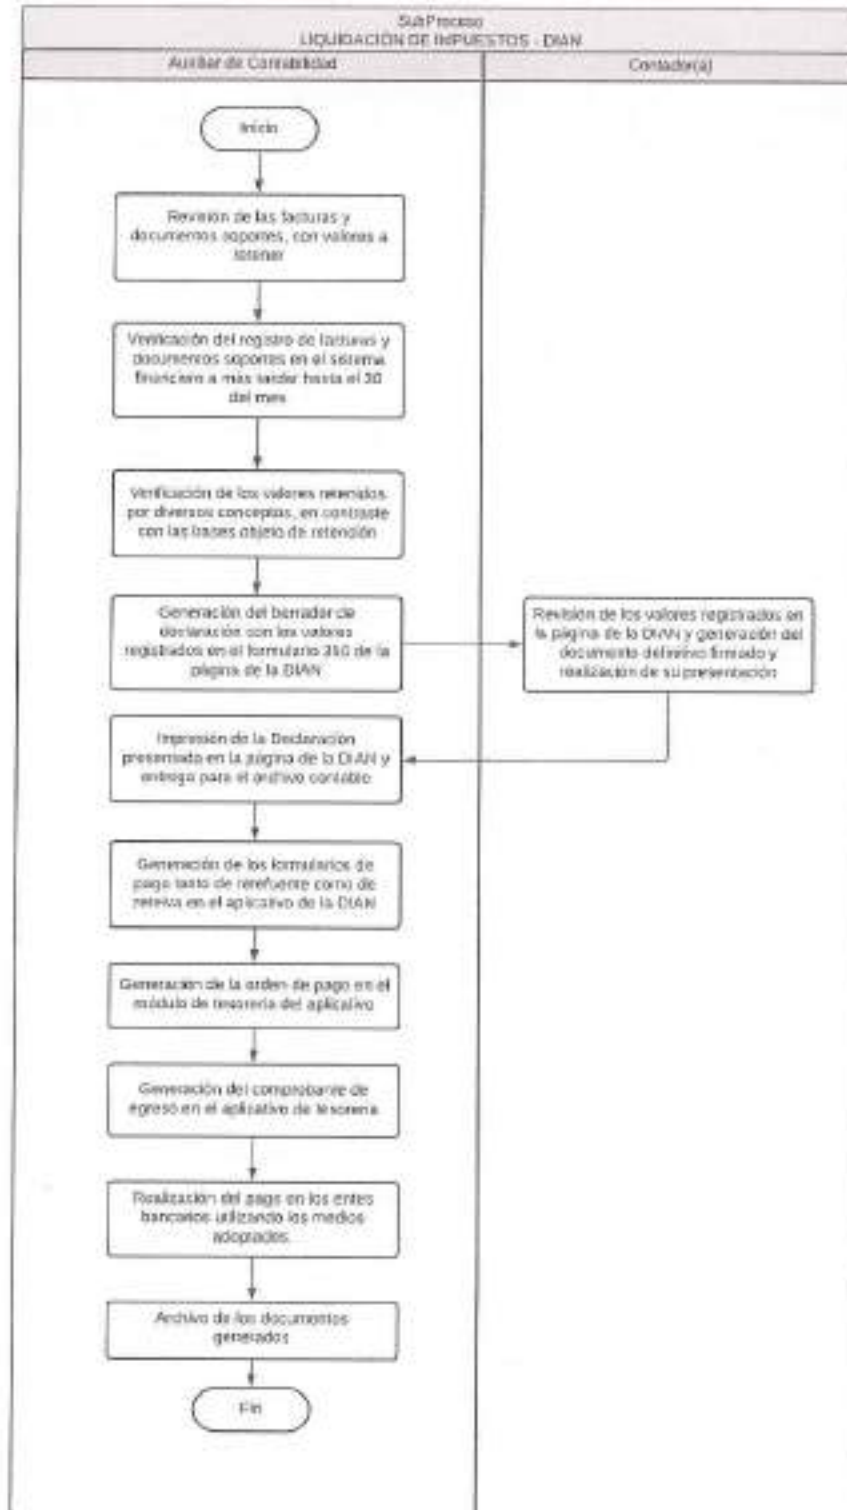 SubProceso
LIQUIDACIÓN DE IMPUESTOS - DIAN
Auxiliar de Contabilidad
Contador(a)
Inicio
Revisión de las facturas y
documentos soportes, con valores a
retener
Verificación del registro de facturas y
documentos soportes en el sistema
financiero a más tardar hasta el 30
del mes
Verificación de los valores retenidos
por diversos conceptos, en contraste
con las bases objeto de retención
Generación del borrador de
declaración con los valores
registrados en el formulario 350 de la
página de la DIAN
Revisión de los valores registrados en
la página de la DIAN y generación del
documento definitivo firmado y
realización de su presentación
Impresión de la Declaración
presentada en la página de la DIAN y
entrega para el archivo contable
Generación de los formularios de
pago tanto de retefuente como de
reteiva en el aplicativo de la DIAN
Generación de la orden de pago en el
módulo de tesorería del aplicativo
Generación del comprobante de
egreso en el aplicativo de tesorería
Realización del pago en los entes
bancarios utilizando los medios
adoptados
Archivo de los documentos
generados
Fin